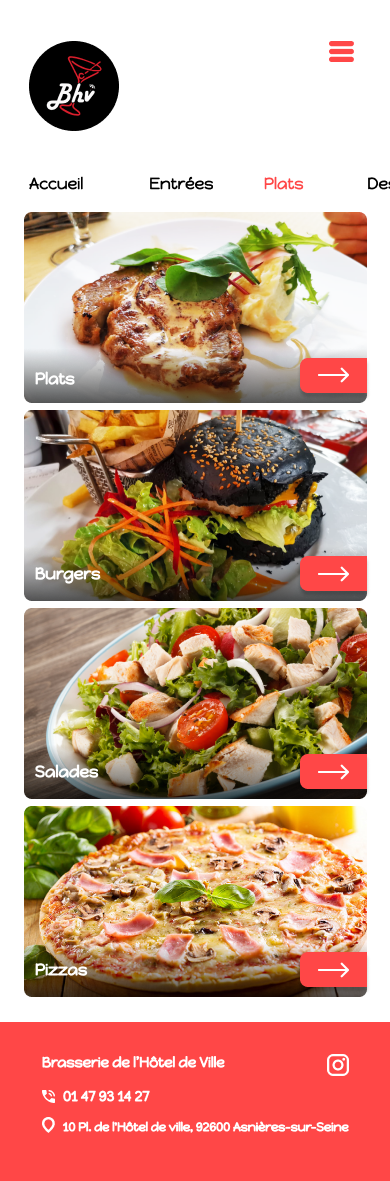 Bhv
Accueil Entrées Plats Des
Plats
Burgers
Salades
Pizzas
Brasserie de l'Hôtel de Ville
01 47 93 14 27
10 Pl. de l'Hôtel de ville, 92600 Asnières-sur-Seine